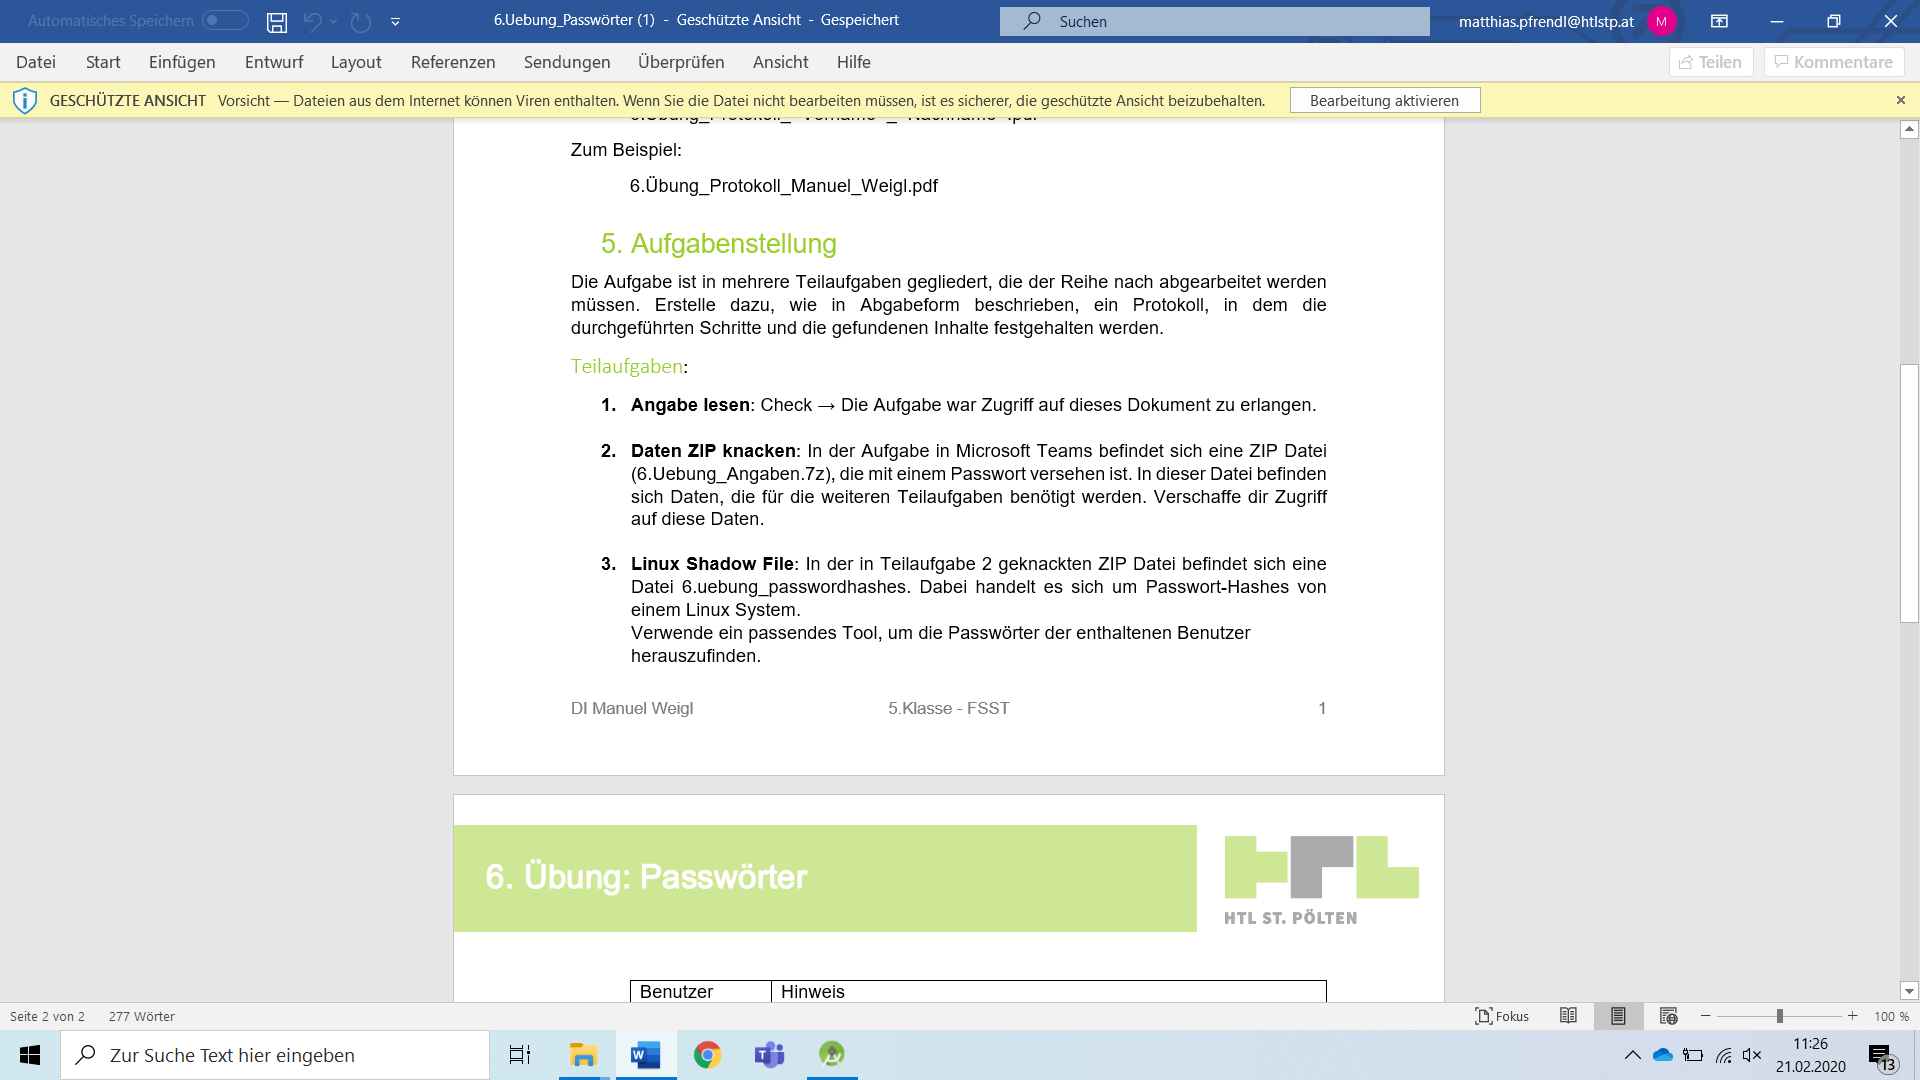 Automatisches Speichern
6.Uebung_Passwörter (1) - Geschützte Ansicht - Gespeichert
Suchen
matthias.pfrendl@htlstp.at
M
Datei Start Einfügen Entwurf Layout Referenzen Sendungen Überprüfen Ansicht Hilfe
Teilen
Kommentare
GESCHÜTZTE ANSICHT Vorsicht — Dateien aus dem Internet können Viren enthalten. Wenn Sie die Datei nicht bearbeiten müssen, ist es sicherer, die geschützte Ansicht beizubehalten.
Bearbeitung aktivieren
Zum Beispiel:
6.Übung_Protokoll_Manuel_Weigl.pdf
5. Aufgabenstellung
Die Aufgabe ist in mehrere Teilaufgaben gegliedert, die der Reihe nach abgearbeitet werden
müssen. Erstelle dazu, wie in Abgabeform beschrieben, ein Protokoll, in dem die
durchgeführten Schritte und die gefundenen Inhalte festgehalten werden.
Teilaufgaben:
1. Angabe lesen: Check → Die Aufgabe war Zugriff auf dieses Dokument zu erlangen.
2. Daten ZIP knacken: In der Aufgabe in Microsoft Teams befindet sich eine ZIP Datei
(6.Uebung_Angaben.7z), die mit einem Passwort versehen ist. In dieser Datei befinden
sich Daten, die für die weiteren Teilaufgaben benötigt werden. Verschaffe dir Zugriff
auf diese Daten.
3. Linux Shadow File: In der in Teilaufgabe 2 geknackten ZIP Datei befindet sich eine
Datei 6.uebung_passwordhashes. Dabei handelt es sich um Passwort-Hashes von
einem Linux System.
Verwende ein passendes Tool, um die Passwörter der enthaltenen Benutzer
herauszufinden.
DI Manuel Weigl 5.Klasse - FSST 1
6. Übung: Passwörter
HTL
HTL ST. PÖLTEN
Benutzer Hinweis
Seite 2 von 2 277 Wörter
Fokus
100 %
Zur Suche Text hier eingeben
11:26
21.02.2020
13